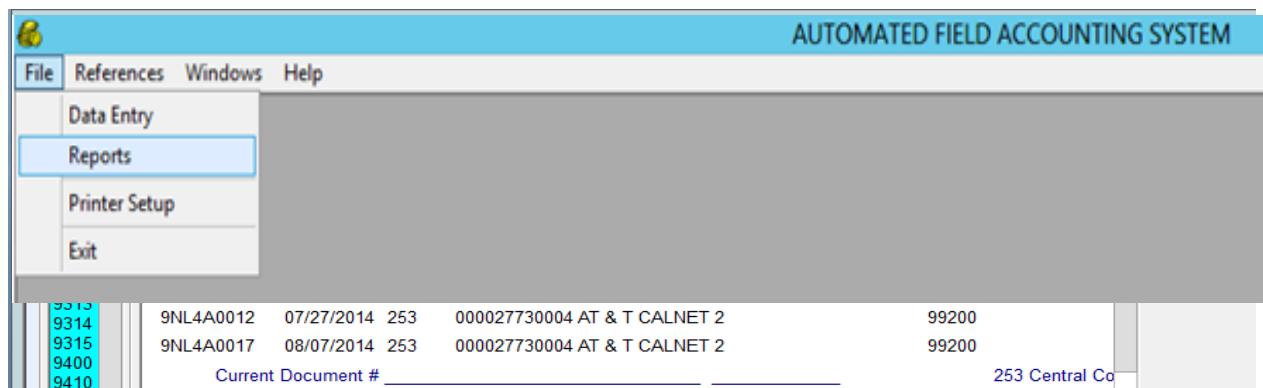 AUTOMATED FIELD ACCOUNTING SYSTEM
File References Windows Help
Data Entry
Reports
Printer Setup
Exit
9313
9314 9NL4A0012 07/27/2014 253 000027730004 AT & T CALNET 2 99200
9315 9NL4A0017 08/07/2014 253 000027730004 AT & T CALNET 2 99200
9400
9410 Current Document # 253 Central Co